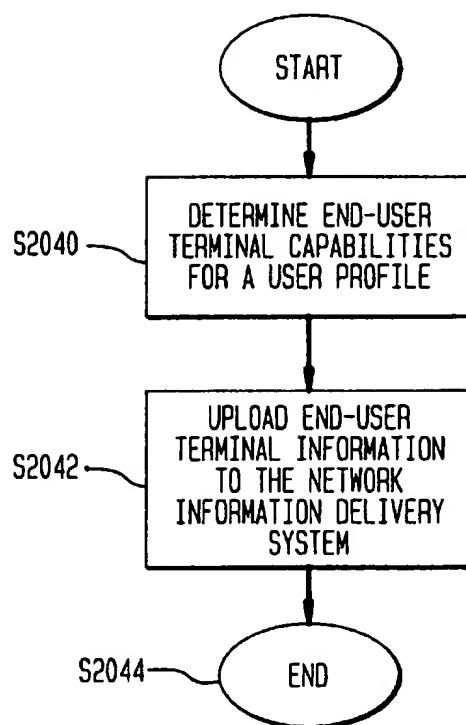 START
S2040
DETERMINE END-USER
TERMINAL CAPABILITIES
FOR A USER PROFILE
S2042
UPLOAD END-USER
TERMINAL INFORMATION
TO THE NETWORK
INFORMATION DELIVERY
SYSTEM
S2044
END